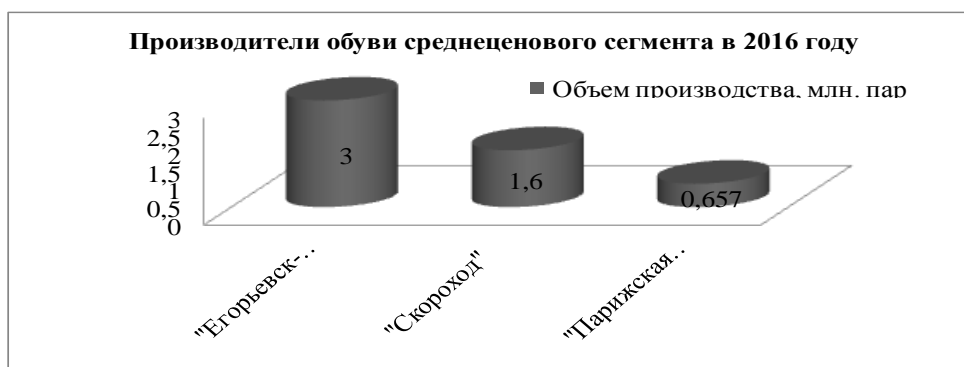 Производители обуви среднеценового сегмента в 2016 году
Объем производства, млн. пар
3
2,5
2
1,5
1
0,5
0
3
1,6
0,657
"Егорьевск-..
"Скороход"
"Парижская..